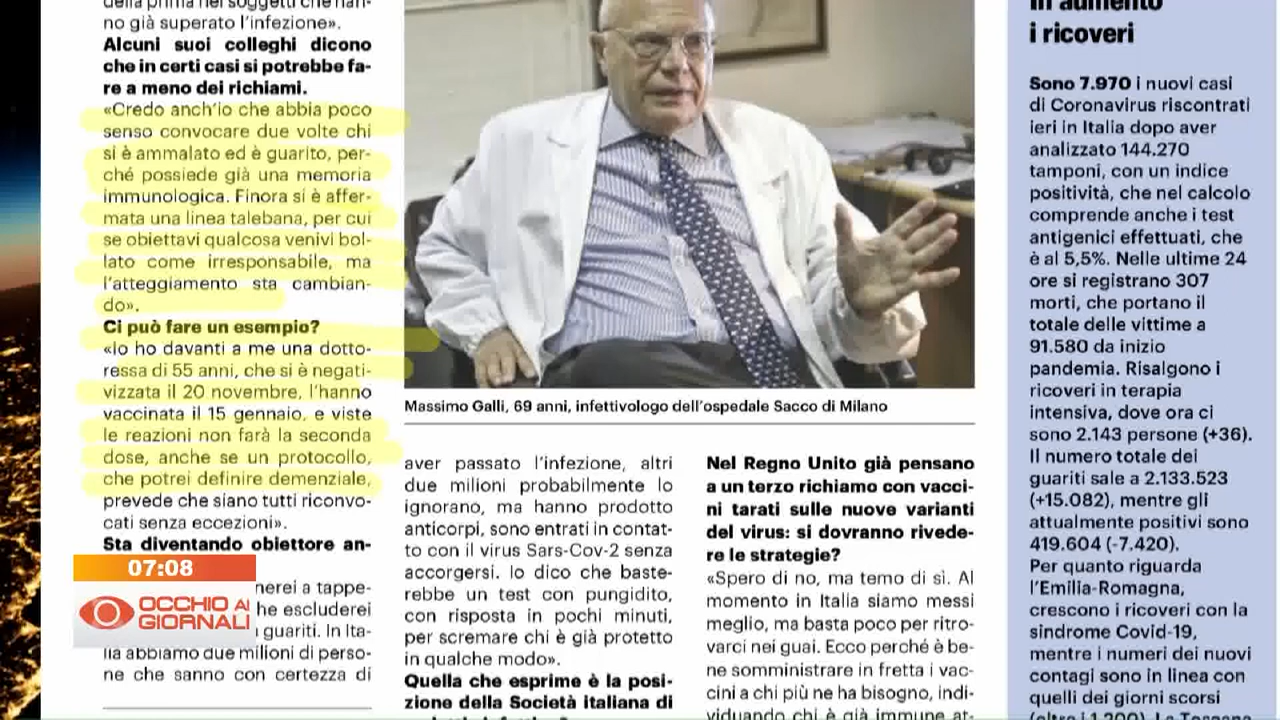 no già superato l'infezione».
Alcuni suoi colleghi dicono
che in certi casi si potrebbe fa-
re a meno dei richiami.
«Credo anch'io che abbia poco
senso convocare due volte chi
si è ammalato ed è guarito, per-
ché possiede già una memoria
immunologica. Finora si è affer-
mata una linea talebana, per cui
se obiettavi qualcosa venivi bol-
lato come irresponsabile, ma
l'atteggiamento sta cambian-
do».
Ci può fare un esempio?
«Io ho davanti a me una dotto-
ressa di 55 anni, che si è negati-
vizzata il 20 novembre, l'hanno
vaccinata il 15 gennaio, e viste
le reazioni non farà la seconda
dose, anche se un protocollo,
che potrei definire demenziale,
prevede che siano tutti riconvo-
cati senza eccezioni».
Sta diventando obiettore an-
nerei a tappe-
he escluderei
guariti. In Ita-
lia abbiamo due milioni di perso-
ne che sanno con certezza di
07:08
OCCHIO AI
GIORNALI
Massimo Galli, 69 anni, infettivologo dell'ospedale Sacco di Milano
aver passato l'infezione, altri
due milioni probabilmente lo
ignorano, ma hanno prodotto
anticorpi, sono entrati in contat-
to con il virus Sars-Cov-2 senza
accorgersi. Io dico che baste-
rebbe un test con pungidito,
con risposta in pochi minuti,
per scremare chi è già protetto
in qualche modo».
Quella che esprime è la posi-
zione della Società italiana di
Nel Regno Unito già pensano
a un terzo richiamo con vacci-
ni tarati sulle nuove varianti
del virus: si dovranno rivede-
re le strategie?
«Spero di no, ma temo di sì. Al
momento in Italia siamo messi
meglio, ma basta poco per ritro-
varci nei guai. Ecco perché è be-
ne somministrare in fretta i vac-
cini a chi più ne ha bisogno, indi-
viduando chi è già immune at-
In aumento
i ricoveri
Sono 7.970 i nuovi casi
di Coronavirus riscontrati
ieri in Italia dopo aver
analizzato 144.270
tamponi, con un indice
positività, che nel calcolo
comprende anche i test
antigenici effettuati, che
è al 5,5%. Nelle ultime 24
ore si registrano 307
morti, che portano il
totale delle vittime a
91.580 da inizio
pandemia. Risalgono i
ricoveri in terapia
intensiva, dove ora ci
sono 2.143 persone (+36).
Il numero totale dei
guariti sale a 2.133.523
(+15.082), mentre gli
attualmente positivi sono
419.604 (-7.420).
Per quanto riguarda
l'Emilia-Romagna,
crescono i ricoveri con la
sindrome Covid-19,
mentre i numeri dei nuovi
contagi sono in linea con
quelli dei giorni scorsi